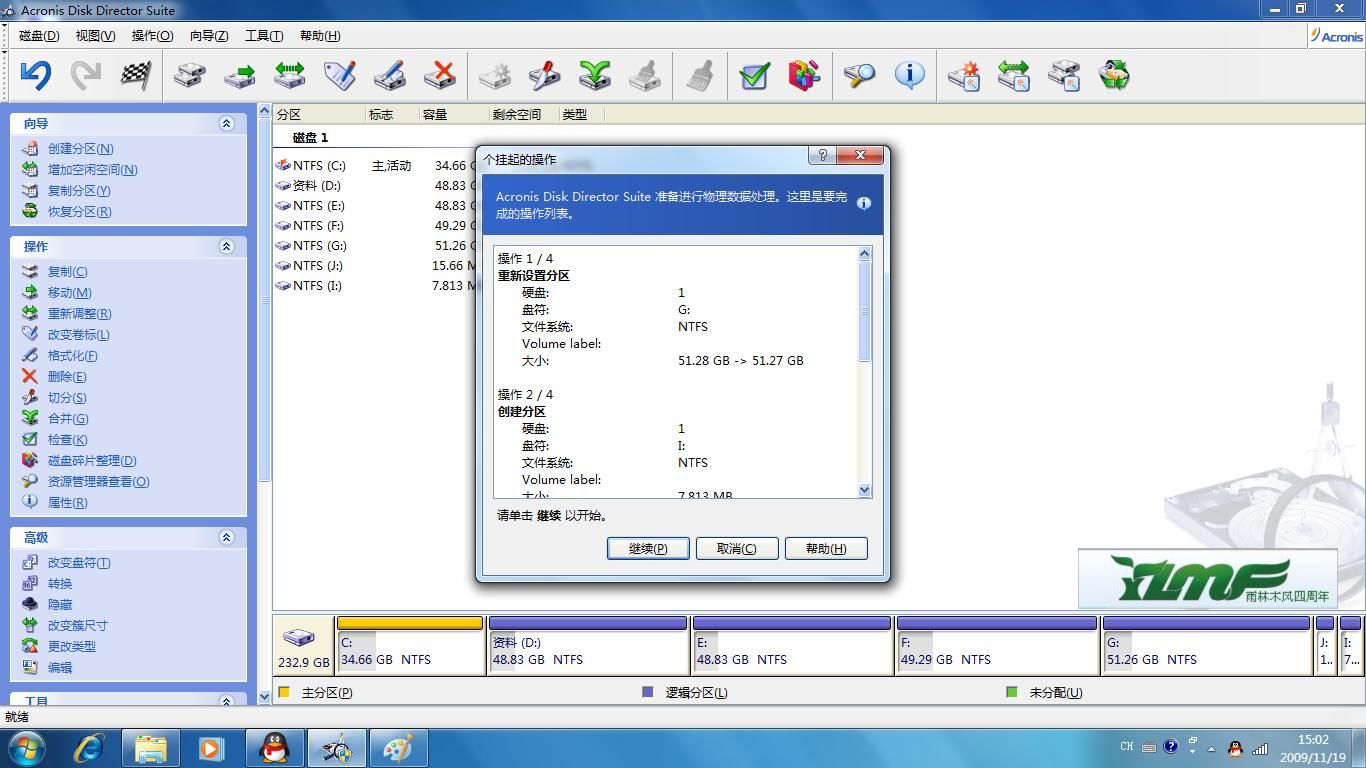 Acronis Disk Director Suite
磁盘(D) 视图(V) 操作(O) 向导(Z) 工具(T) 帮助(H)
Acronis
向导
创建分区(N)
增加空闲空间(N)
复制分区(Y)
恢复分区(R)
操作
复制(C)
移动(M)
重新调整(R)
改变卷标(L)
格式化(F)
删除(E)
切分(S)
合并(G)
检查(K)
磁盘碎片整理(D)
资源管理器查看(O)
属性(R)
高级
改变盘符(T)
转换
隐藏
改变簇尺寸
更改类型
编辑
工具
分区 标志 容量 剩余空间 类型
磁盘 1
NTFS (C:) 主,活动 34.66
资料 (D:) 48.83
NTFS (E:) 48.83
NTFS (F:) 49.29
NTFS (G:) 51.26
NTFS (J:) 15.66
NTFS (I:) 7.813
个挂起的操作
Acronis Disk Director Suite 准备进行物理数据处理。这里是要完
成的操作列表。
操作 1 / 4
重新设置分区
硬盘: 1
盘符: G:
文件系统: NTFS
Volume label:
大小: 51.28 GB -> 51.27 GB
操作 2 / 4
创建分区
硬盘: 1
盘符: I:
文件系统: NTFS
Volume label:
大小: 7.813 MB
请单击 继续 以开始。
继续(P) 取消(C) 帮助(H)
YLMF 雨林木风四周年
232.9 GB
C:
34.66 GB NTFS
资料 (D:)
48.83 GB NTFS
E:
48.83 GB NTFS
F:
49.29 GB NTFS
G:
51.26 GB NTFS
J:
1...
I:
7...
主分区(P) 逻辑分区(L) 未分配(U)
就绪
CH
15:02
2009/11/19